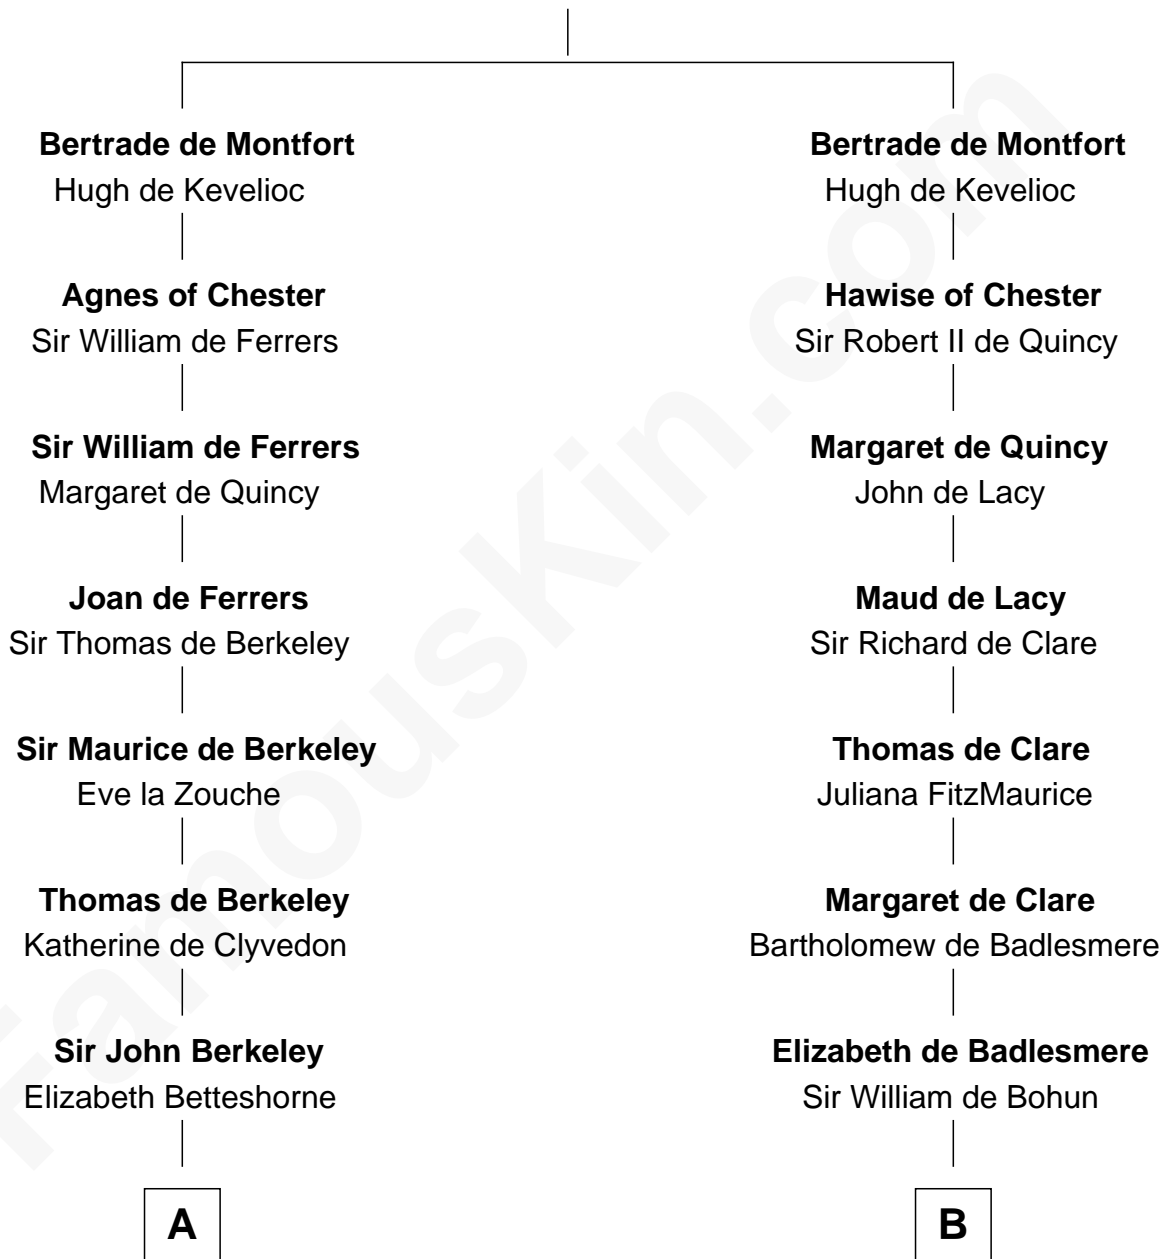 Bertrade de Montfort
Hugh de Kevelioc
Agnes of Chester
Sir William de Ferrers
Sir William de Ferrers
Margaret de Quincy
Joan de Ferrers
Sir Thomas de Berkeley
Sir Maurice de Berkeley
Eve la Zouche
Thomas de Berkeley
Katherine de Clyvedon
Sir John Berkeley
Elizabeth Betteshorne
A
Bertrade de Montfort
Hugh de Kevelioc
Hawise of Chester
Sir Robert II de Quincy
Margaret de Quincy
John de Lacy
Maud de Lacy
Sir Richard de Clare
Thomas de Clare
Juliana FitzMaurice
Margaret de Clare
Bartholomew de Badlesmere
Elizabeth de Badlesmere
Sir William de Bohun
B
FamousKin.com